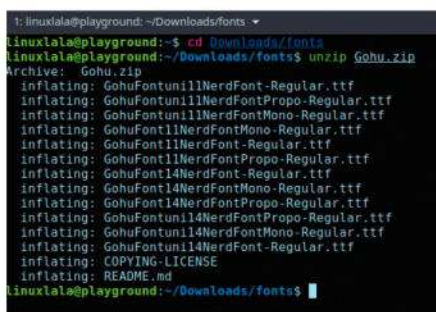 1: linuxlala@playground: ~/Downloads/fonts
linuxlala@playground:~$ cd Downloads/fonts
linuxlala@playground:~/Downloads/fonts$ unzip Gohu.zip
Archive:  Gohu.zip
  inflating: GohuFontuni11NerdFont-Regular.ttf
  inflating: GohuFontuni11NerdFontPropo-Regular.ttf
  inflating: GohuFontuni11NerdFontMono-Regular.ttf
  inflating: GohuFont11NerdFontMono-Regular.ttf
  inflating: GohuFont11NerdFont-Regular.ttf
  inflating: GohuFont11NerdFontPropo-Regular.ttf
  inflating: GohuFont14NerdFont-Regular.ttf
  inflating: GohuFont14NerdFontMono-Regular.ttf
  inflating: GohuFont14NerdFontPropo-Regular.ttf
  inflating: GohuFontuni14NerdFontPropo-Regular.ttf
  inflating: GohuFontuni14NerdFontMono-Regular.ttf
  inflating: GohuFontuni14NerdFont-Regular.ttf
  inflating: COPYING-LICENSE
  inflating: README.md
linuxlala@playground:~/Downloads/fonts$